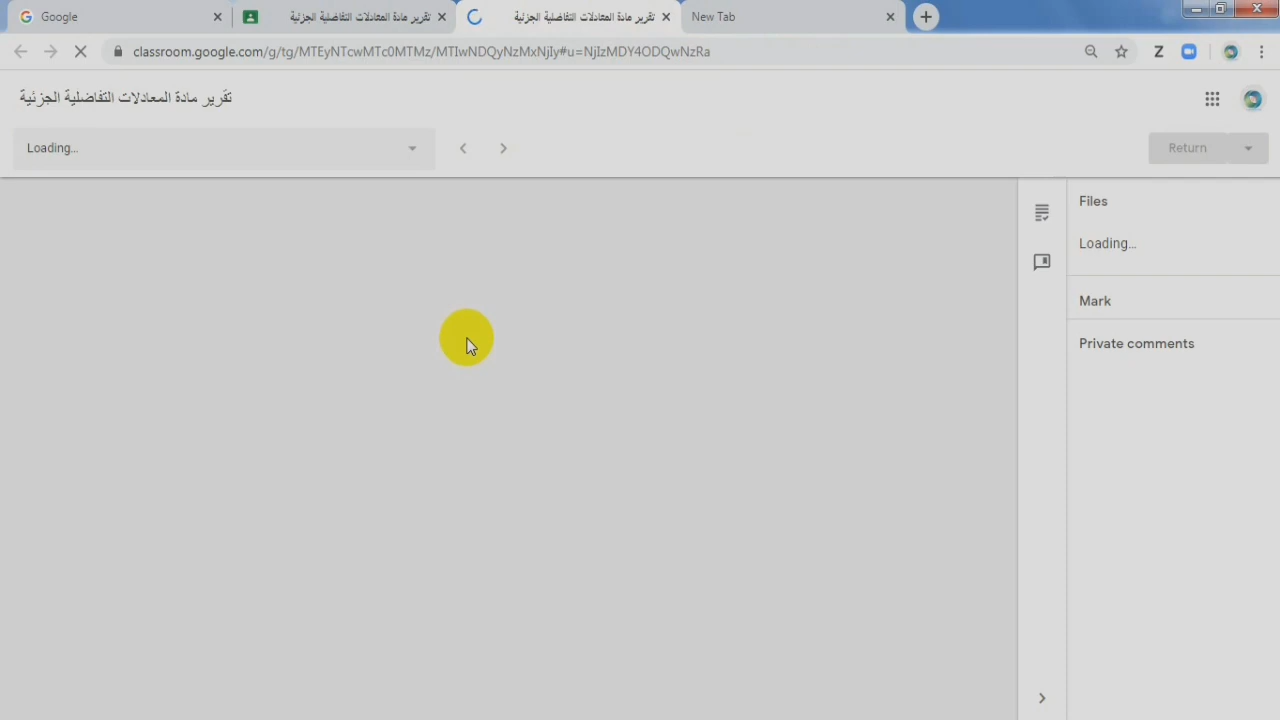 Google
تقرير مادة المعادلات التفاضلية الجزئية
تقرير مادة المعادلات التفاضلية الجزئية
New Tab
classroom.google.com/g/tg/MTEyNTcwMTc0MTMz/MTIwNDQyNzMxNjIy#u=NjIzMDY4ODQwNzRa
Z
تقرير مادة المعادلات التفاضلية الجزئية
Loading...
Return
Files
Loading...
Mark
Private comments